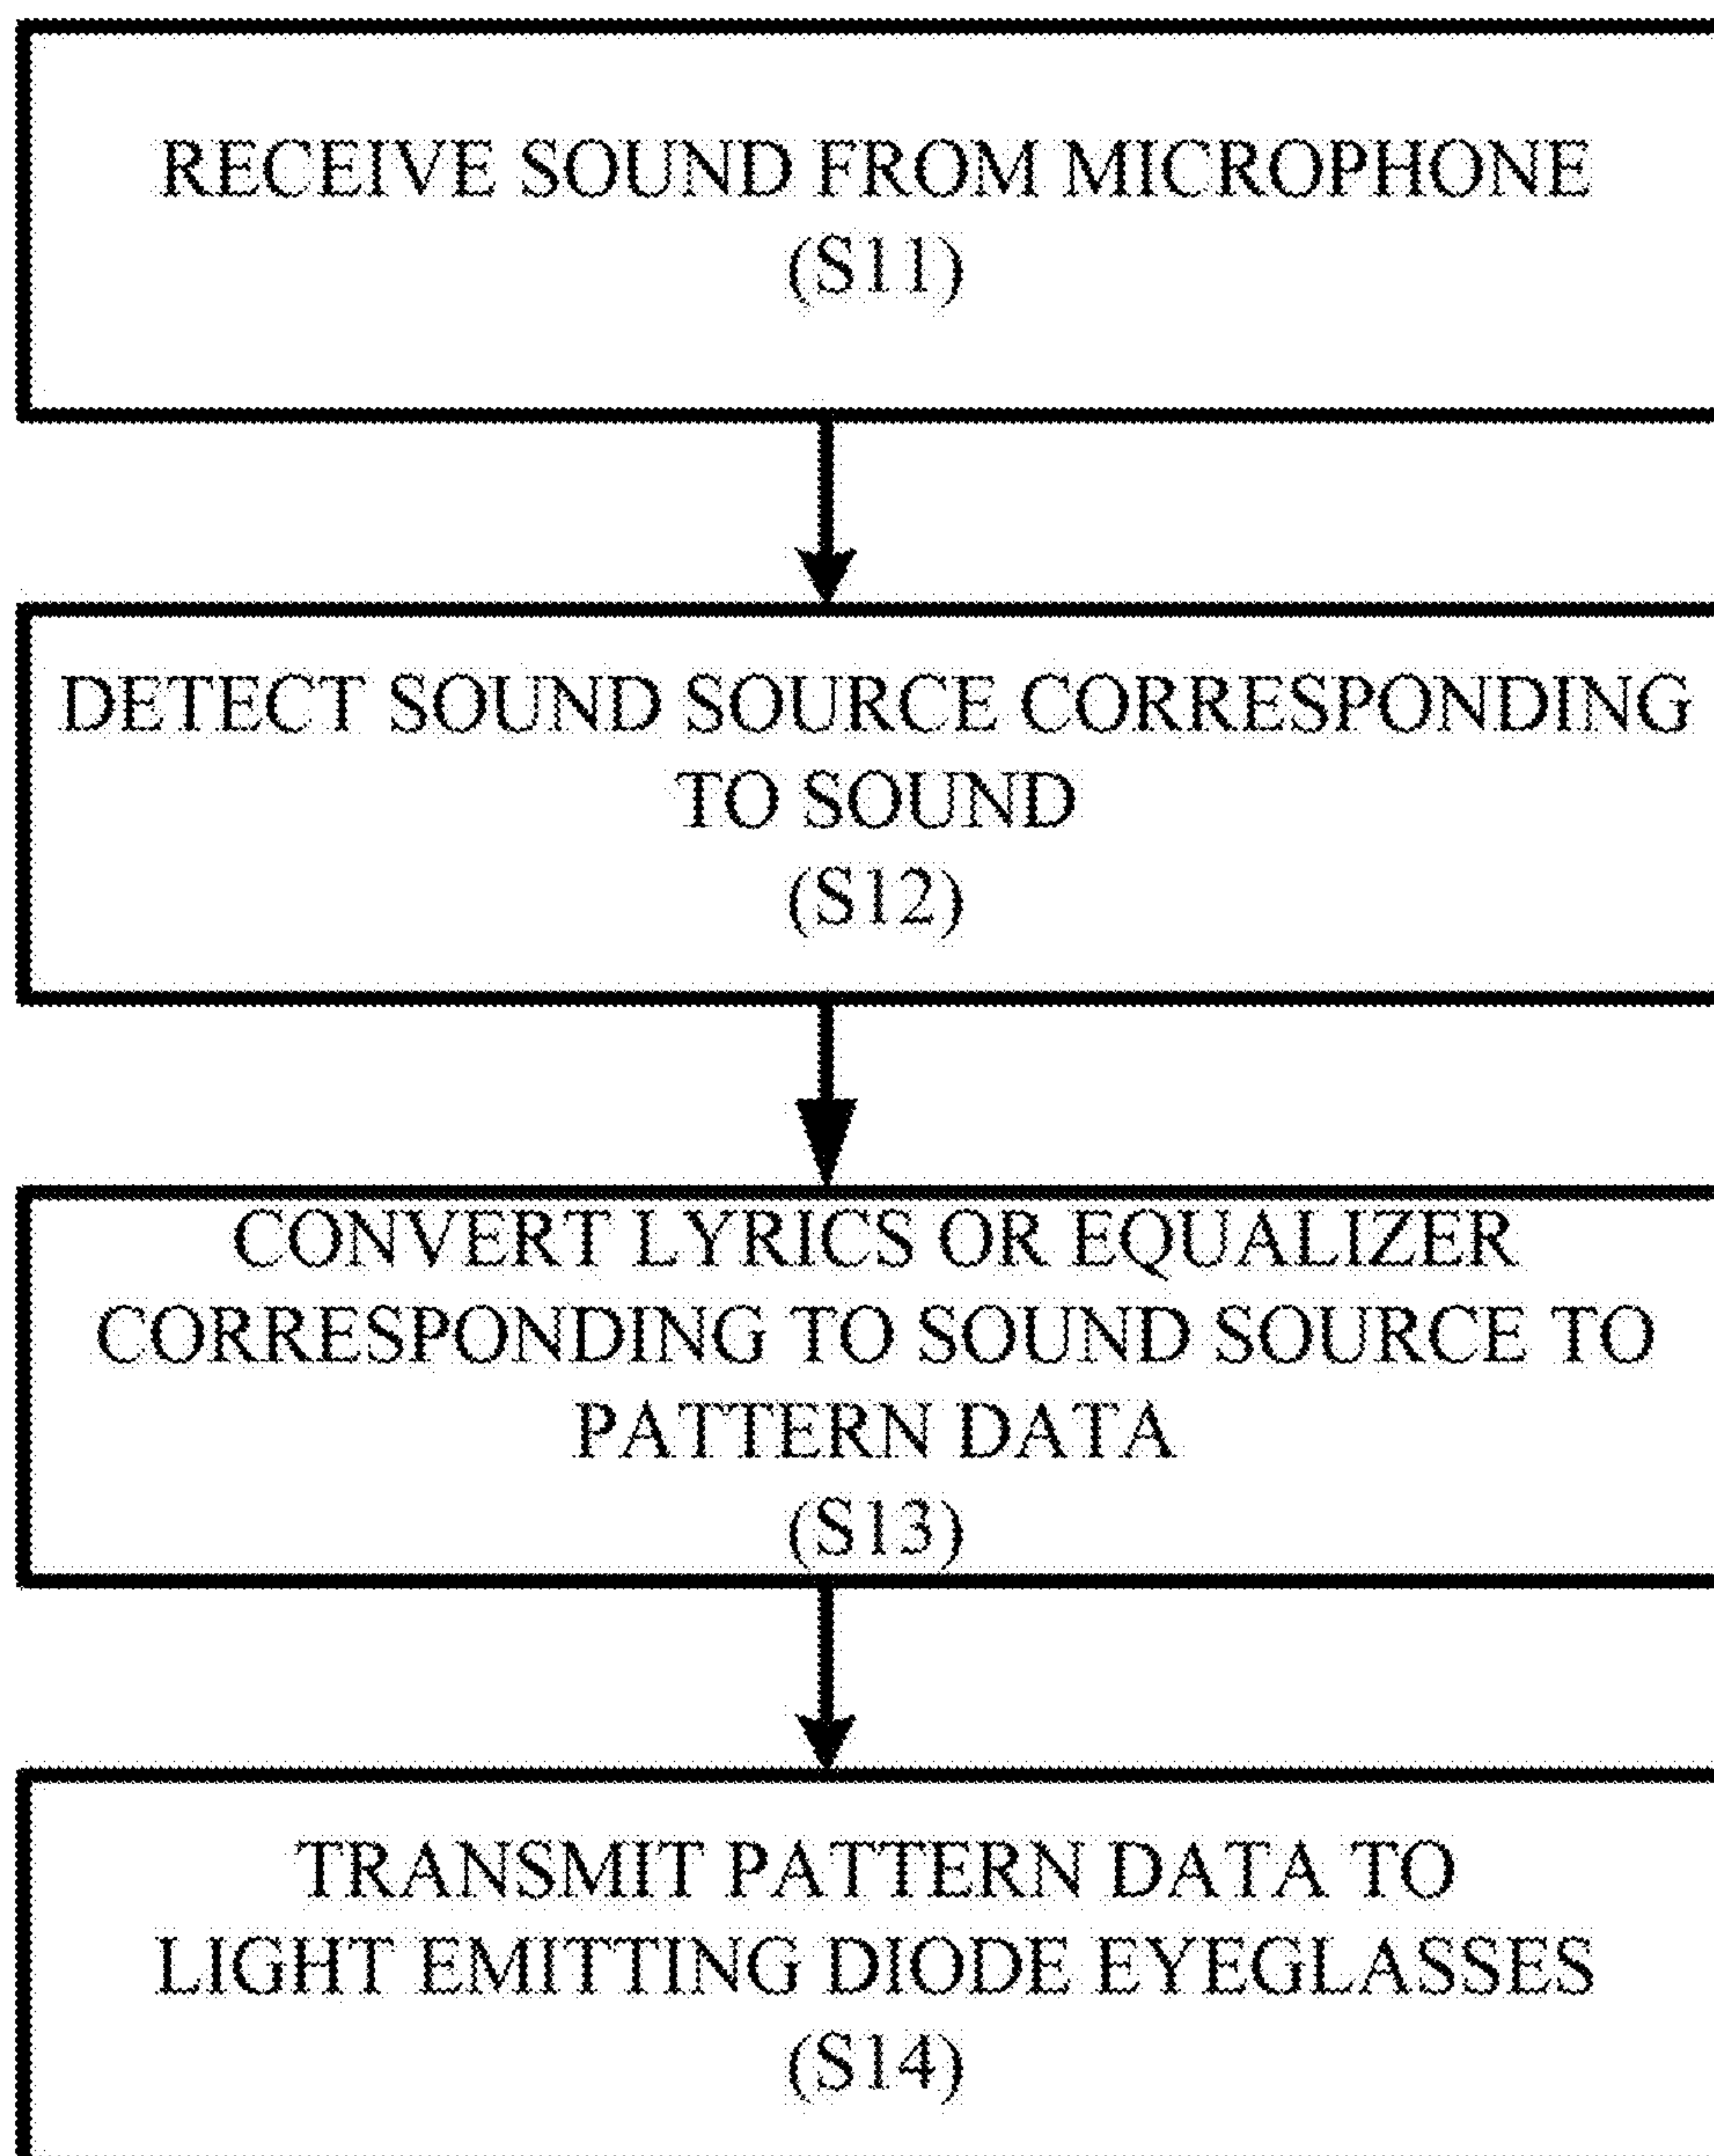 RECEIVE SOUND FROM MICROPHONE
(S11)
DETECT SOUND SOURCE CORRESPONDING
TO SOUND
(S12)
CONVERT LYRICS OR EQUALIZER
CORRESPONDING TO SOUND SOURCE TO
PATTERN DATA
(S13)
TRANSMIT PATTERN DATA TO
LIGHT EMITTING DIODE EYEGLASSES
(S14)